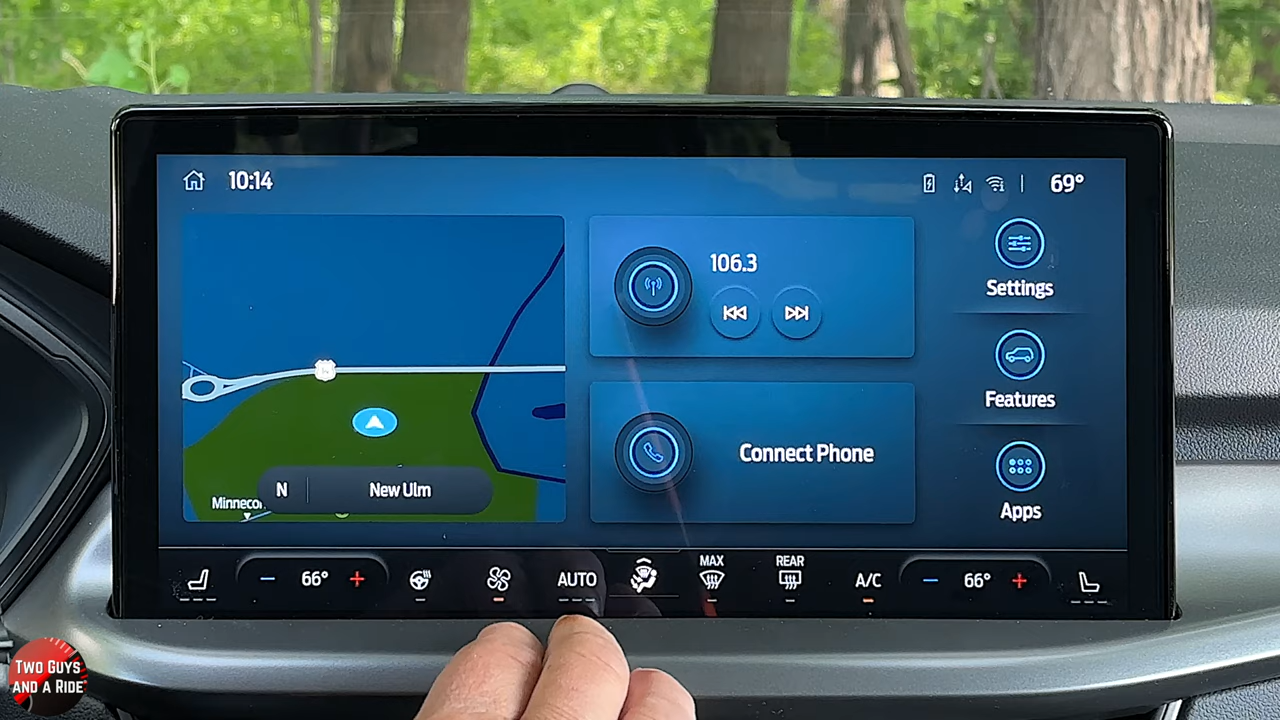 10:14
69°
106.3
Settings
Connect Phone
Features
N
New Ulm
Apps
66°
AUTO
MAX
REAR
A/C
66°
TWO GUYS
AND A RIDE